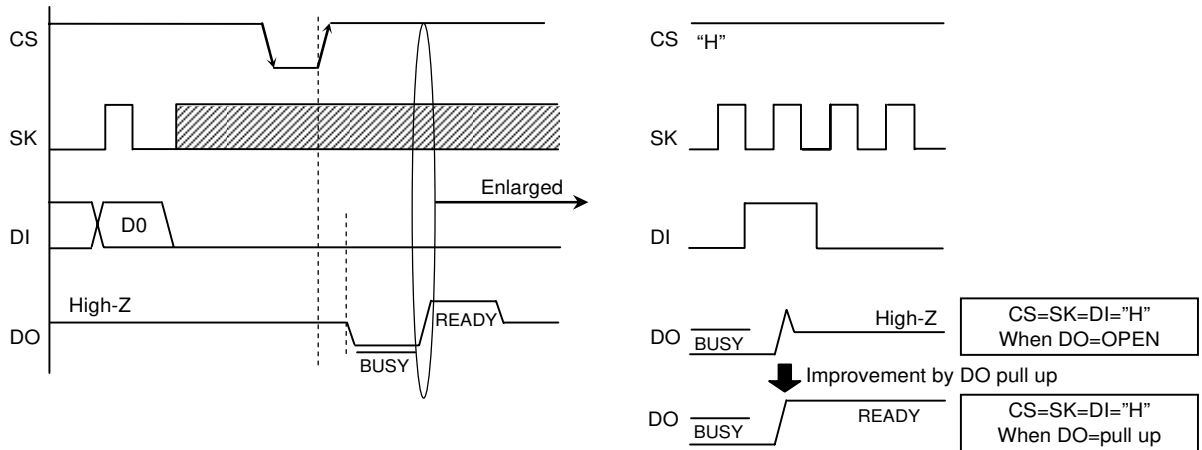 CS
SK
Enlarged
DI
D0
High-Z
DO
READY
BUSY
CS
“H”
SK
DI
DO
BUSY
High-Z
CS=SK=DI=”H”
When DO=OPEN
Improvement by DO pull up
DO
BUSY
READY
CS=SK=DI=”H”
When DO=pull up